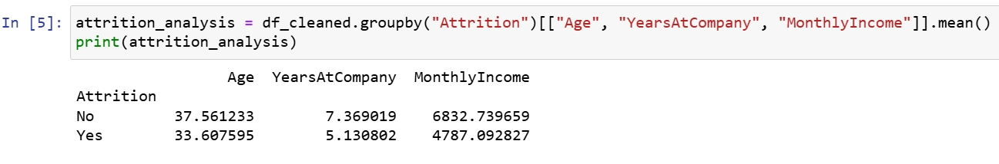 In [5]: attrition_analysis = df_cleaned.groupby("Attrition")[["Age", "YearsAtCompany", "MonthlyIncome"]].mean()
print(attrition_analysis)
Age YearsAtCompany MonthlyIncome
Attrition
No 37.561233 7.369019 6832.739659
Yes 33.607595 5.130802 4787.092827